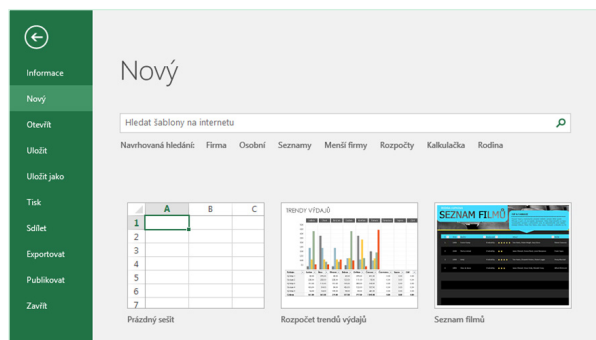 Informace
Nový
Otevřít
Uložit
Uložit jako
Tisk
Sdílet
Exportovat
Publikovat
Zavřít
Nový
Hledat šablony na internetu
Navrhovaná hledání: Firma Osobní Seznamy Menší firmy Rozpočty Kalkulačka Rodina
A B C
1
2
3
4
5
6
7
Prázdný sešit
TRENDY VÝDAJŮ
Rozpočet trendů výdajů
SEZNAM FILMŮ
Seznam filmů